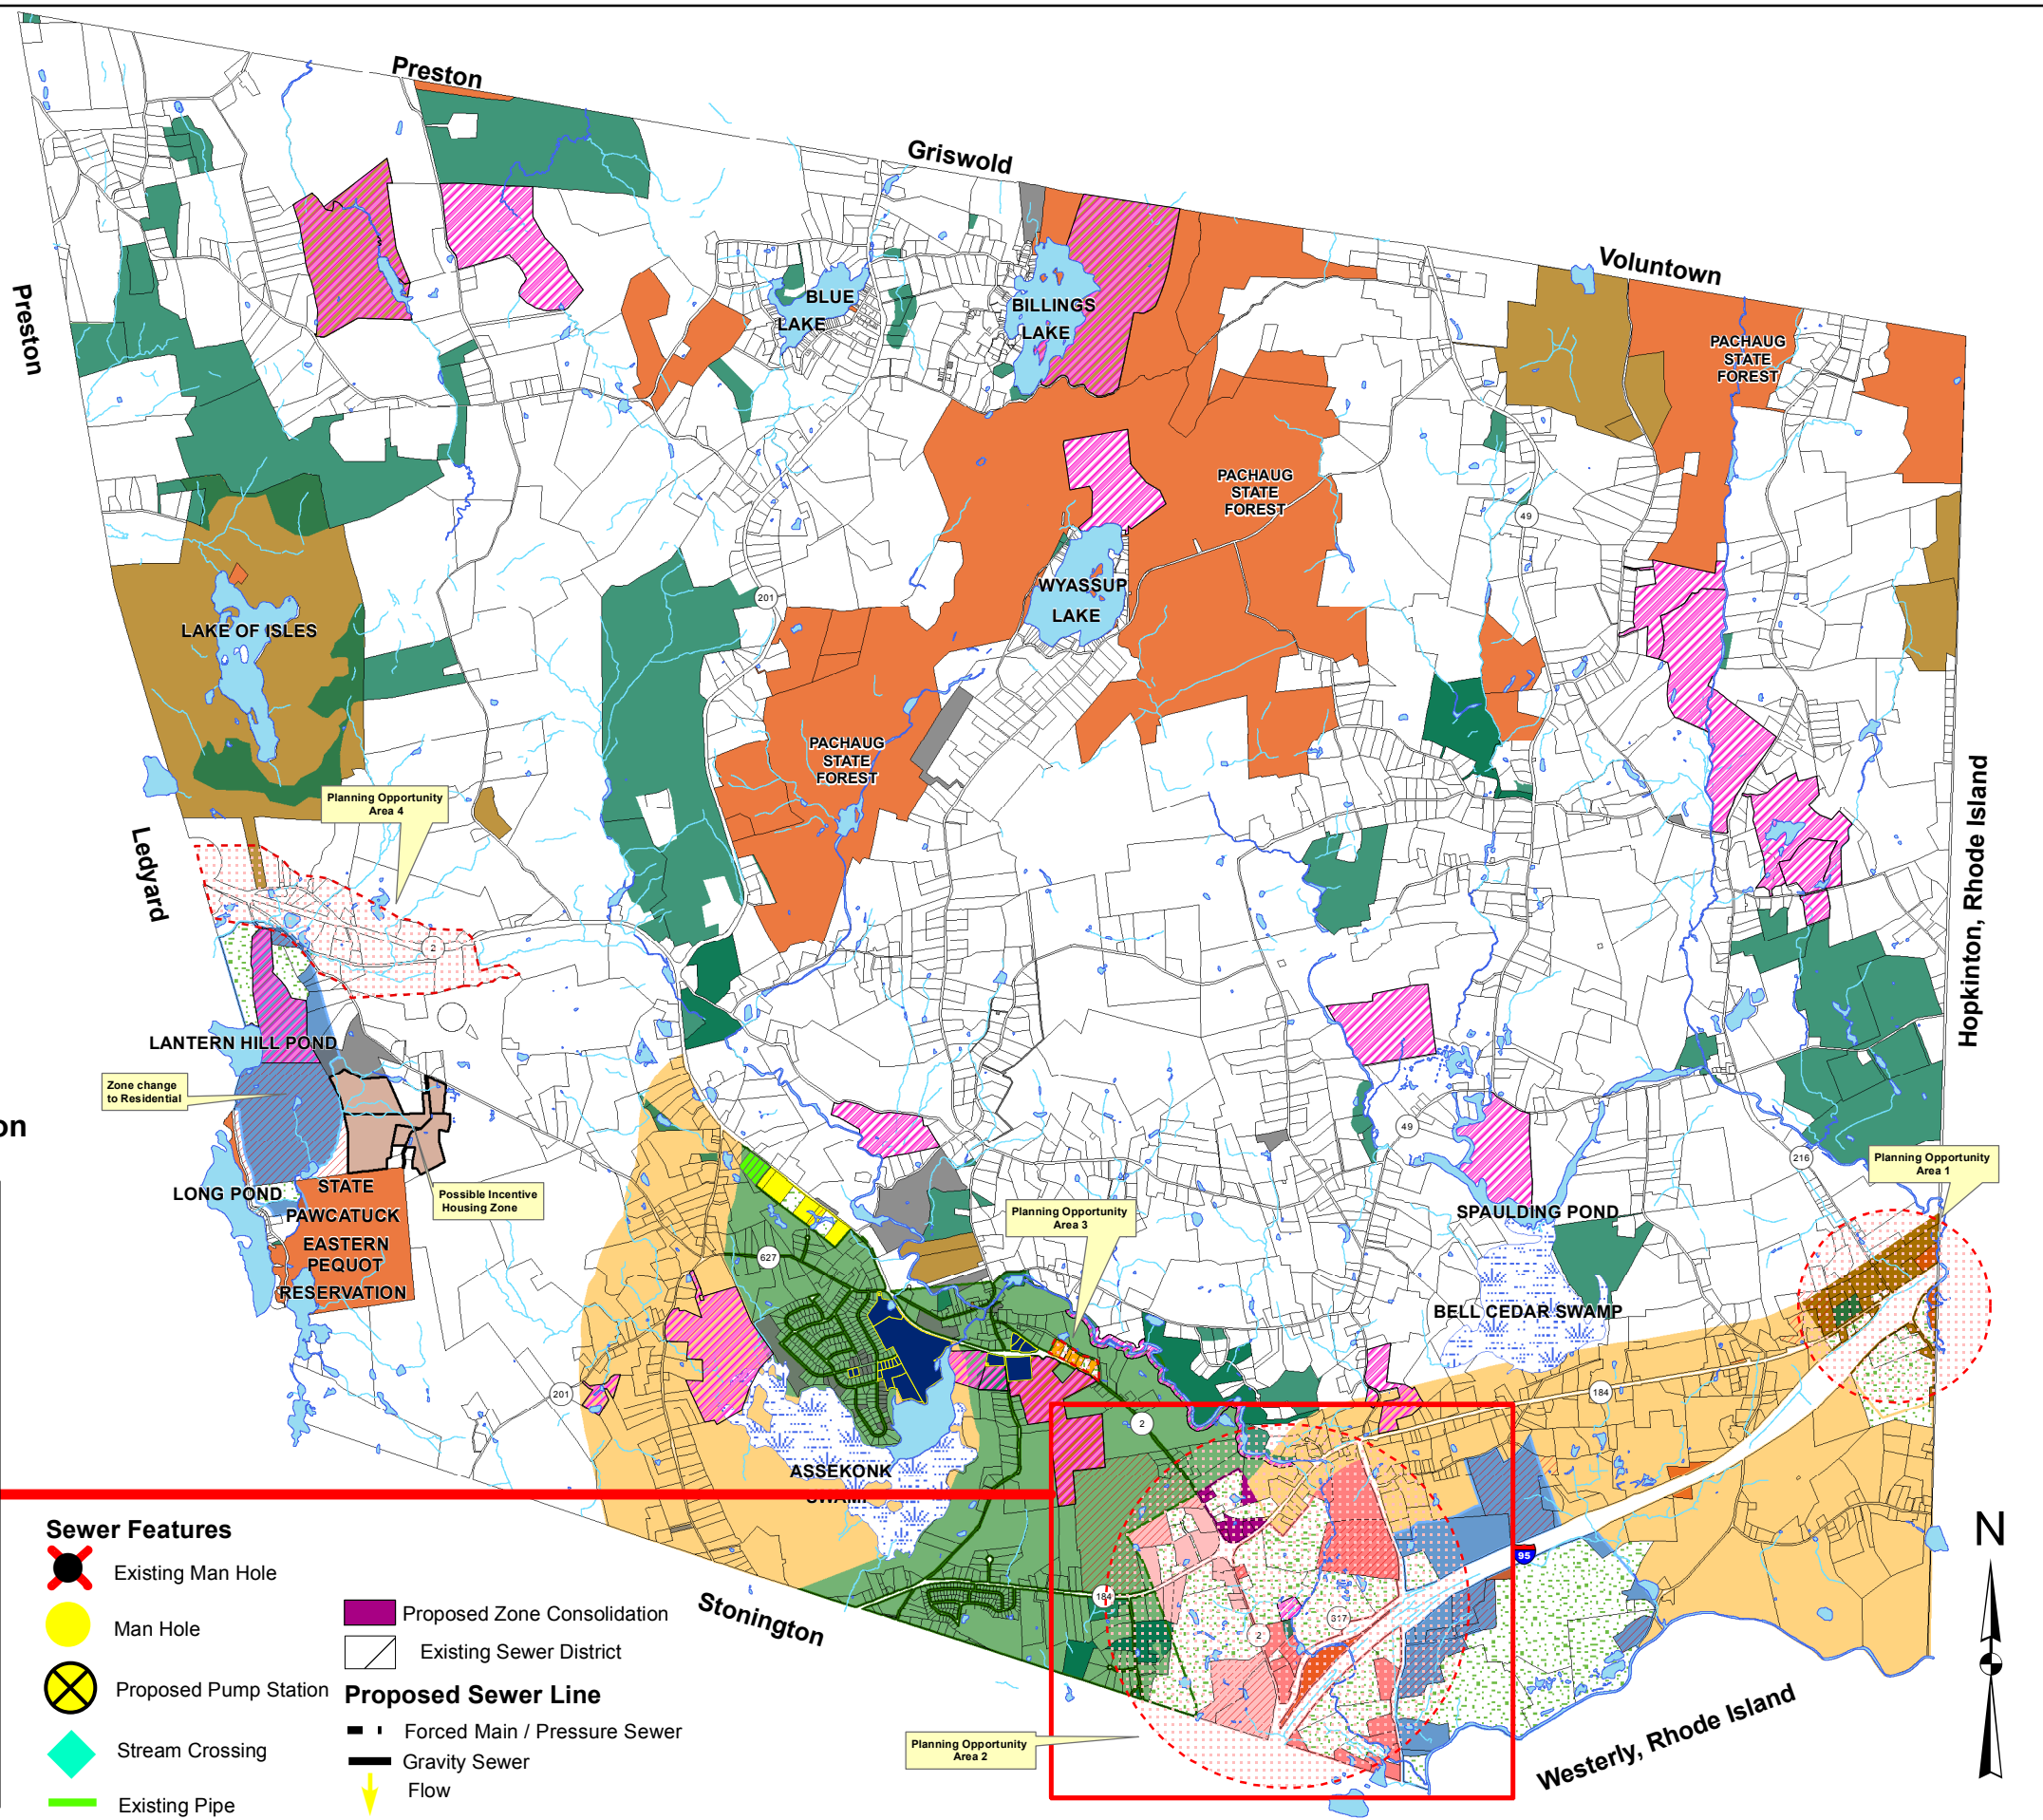 Preston
Griswold
Voluntown
Preston
BLUE
LAKE
BILLINGS
LAKE
PACHAUG
STATE
FOREST
PACHAUG
STATE
FOREST
49
WYASSUP
LAKE
201
LAKE OF ISLES
PACHAUG
STATE
FOREST
Planning Opportunity
Area 4
Ledyard
Hopkinton, Rhode Island
2
LANTERN HILL POND
Zone change
to Residential
on
49
216
Planning Opportunity
Area 1
LONG POND
STATE
PAWCATUCK
EASTERN
PEQUOT
RESERVATION
Possible Incentive
Housing Zone
Planning Opportunity
Area 3
SPAULDING POND
627
BELL CEDAR SWAMP
201
184
2
ASSEKONK
SWAMP
95
N
184
317
2
Stonington
Planning Opportunity
Area 2
Westerly, Rhode Island
Sewer Features
Existing Man Hole
Man Hole
Proposed Pump Station
Stream Crossing
Existing Pipe
Proposed Zone Consolidation
Existing Sewer District
Proposed Sewer Line
Forced Main / Pressure Sewer
Gravity Sewer
Flow